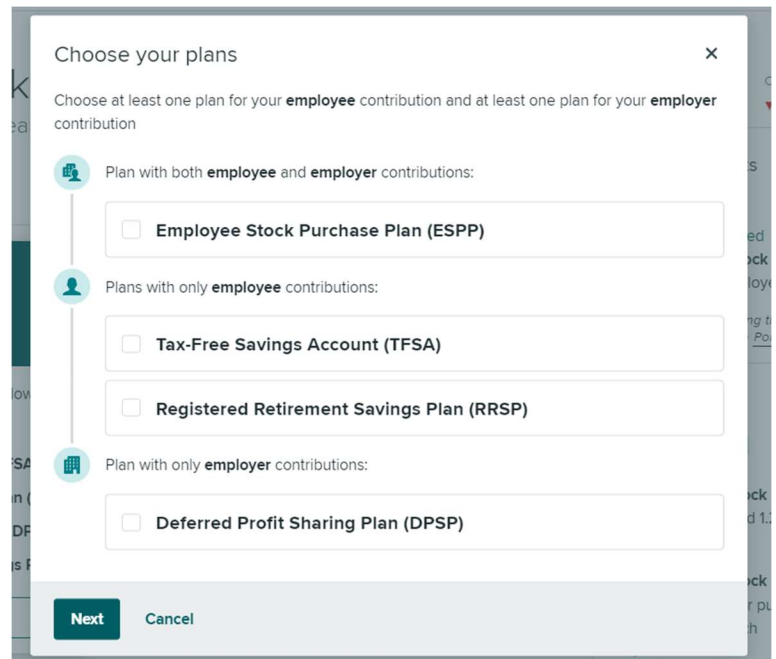 Choose your plans
Choose at least one plan for your employee contribution and at least one plan for your employer
contribution
Plan with both employee and employer contributions:
Employee Stock Purchase Plan (ESPP)
Plans with only employee contributions:
Tax-Free Savings Account (TFSA)
Registered Retirement Savings Plan (RRSP)
Plan with only employer contributions:
Deferred Profit Sharing Plan (DPSP)
Next
Cancel